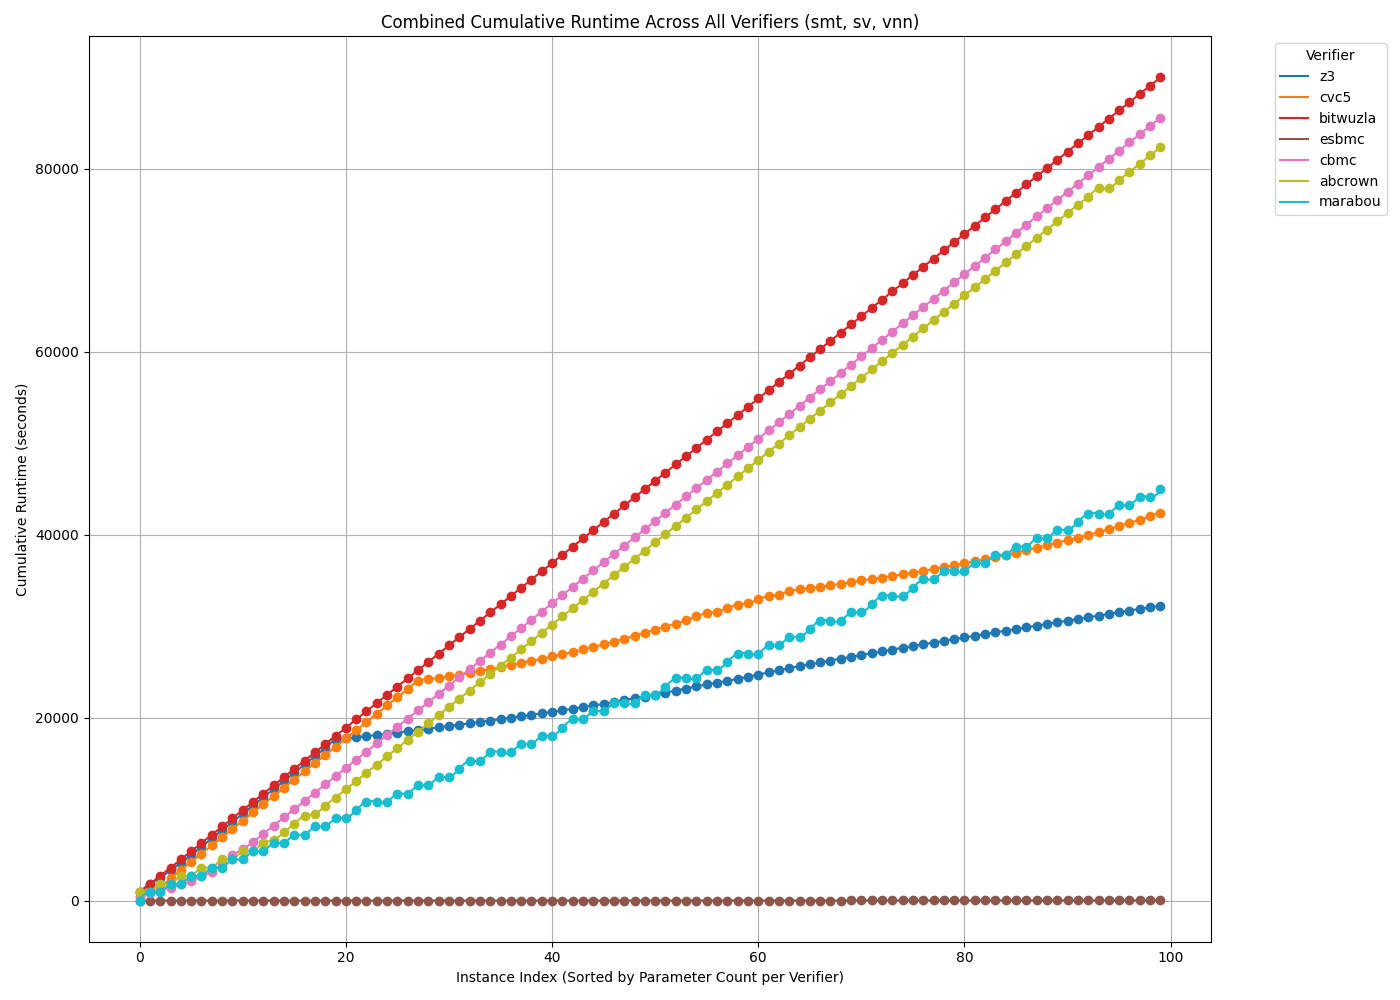 Combined Cumulative Runtime Across All Verifiers (smt, sv, vnn)
Verifier
z3
cvc5
bitwuzla
esbmc
cbmc
abcrown
marabou
Cumulative Runtime (seconds)
80000
60000
40000
20000
0
0 20 40 60 80 100
Instance Index (Sorted by Parameter Count per Verifier)